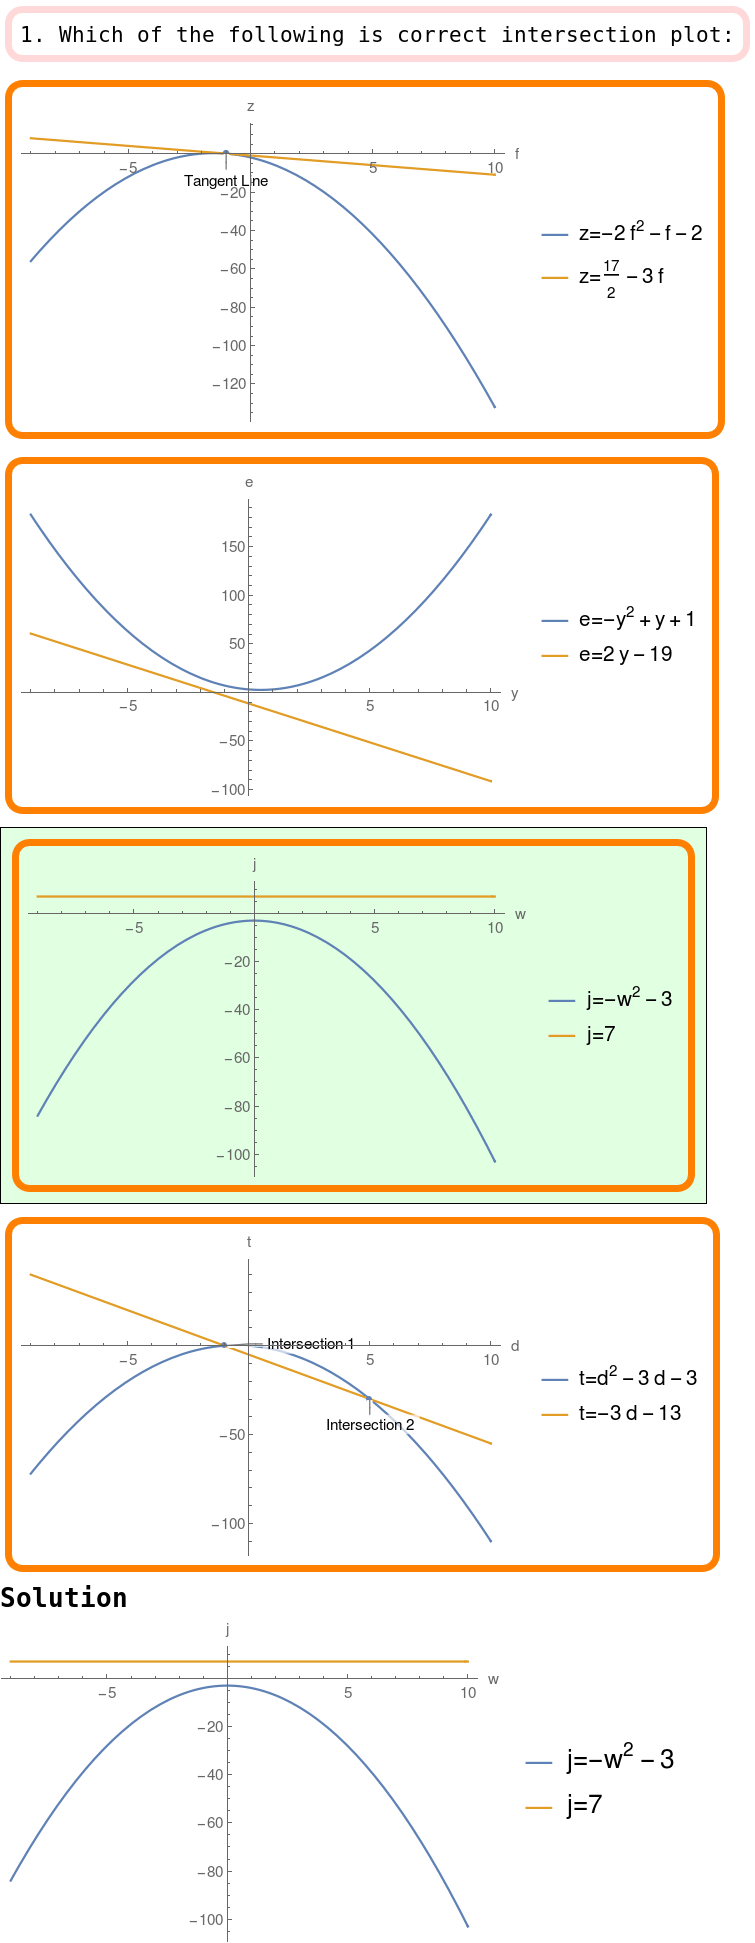 1. Which of the following is correct intersection plot:
z
f
−5
5
10
Tangent Line
−20
−40
−60
−80
−100
−120
z=−2 f² − f − 2
z=17/2 − 3 f
e
150
100
50
y
−5
5
10
−50
−100
e=−y² + y + 1
e=2 y − 19
j
w
−5
5
10
−20
−40
−60
−80
−100
j=−w² − 3
j=7
t
Intersection 1
d
−5
5
10
Intersection 2
−50
−100
t=d² − 3 d − 3
t=−3 d − 13
Solution
j
w
−5
5
10
−20
−40
−60
−80
−100
j=−w² − 3
j=7